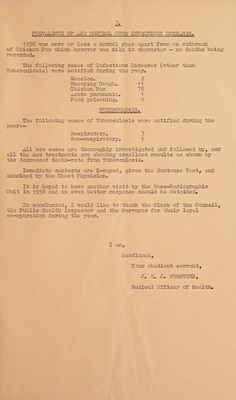 7.
PREVALENCE OF AND CONTROL OVER INFECTIOUS DISEASES.
1956 was more or less a normal year apart from an outbreak
of Chicken Pox which however was mild in character - no deaths being
recorded.
The following cases of Infectious Diseases (other than
Tuberculosis) were notified during the year.
Measles. 8
Whooping Cough. 11
Chicken Pox 76
Acute pneumonia. 1
Food poisoning. 1
TUBERCULOSIS.
The following cases of Tuberculosis were notified during the
year:-
Respiratory. 7
Non-respiratory. 1
All new cases are thoroughly investigated and followed up, and
all the new treatments are showing excellent results as shown by
the decreased death-rate from Tuberculosis.
Immediate contacts are X-rayed, given the Mantoux Test, and
examined by the Chest Physician.
It is hoped to have another visit by the Mass-Radiographic
Unit in 1958 and an even better response should be obtained.
In conclusion, I would like to thank the Clerk of the Council,
the Public Health Inspector and the Surveyor for their loyal
co-operation during the year.
I am,
Gentlemen,
Your obedient servant,
Medical Officer of Health.